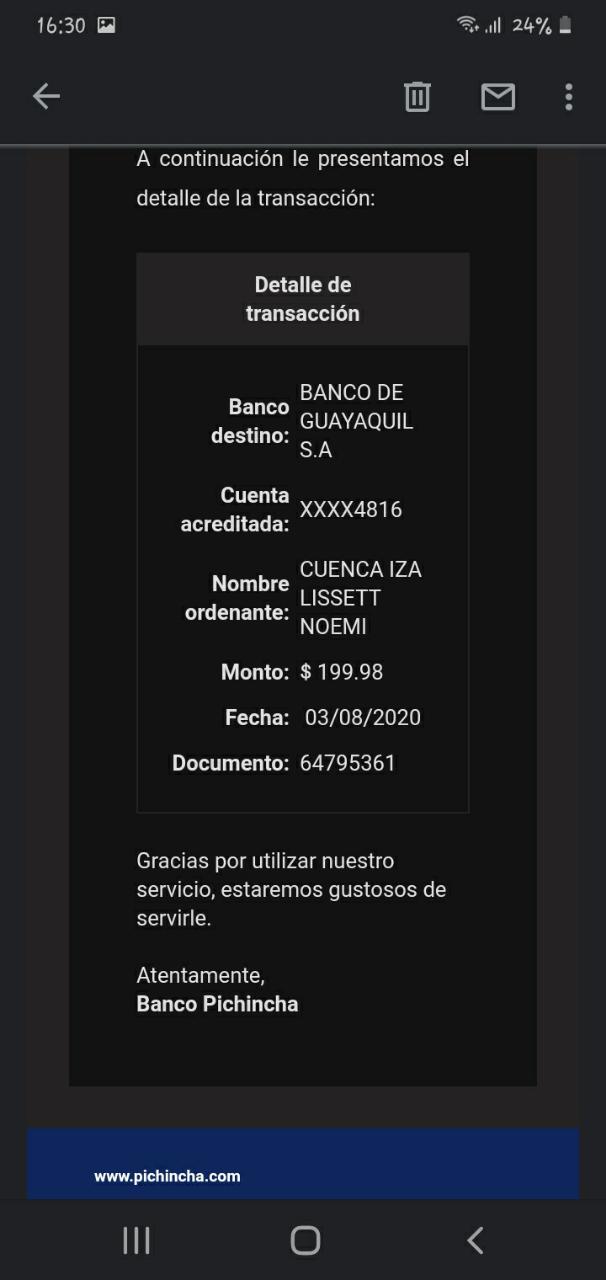 16:30
24%
A continuación le presentamos el
detalle de la transacción:
Detalle de
transacción
Banco
destino:
BANCO DE
GUAYAQUIL
S.A
Cuenta
acreditada:
XXXX4816
Nombre
ordenante:
CUENCA IZA
LISSETT
NOEMI
Monto: $ 199.98
Fecha: 03/08/2020
Documento: 64795361
Gracias por utilizar nuestro
servicio, estaremos gustosos de
servirle.
Atentamente,
Banco Pichincha
www.pichincha.com